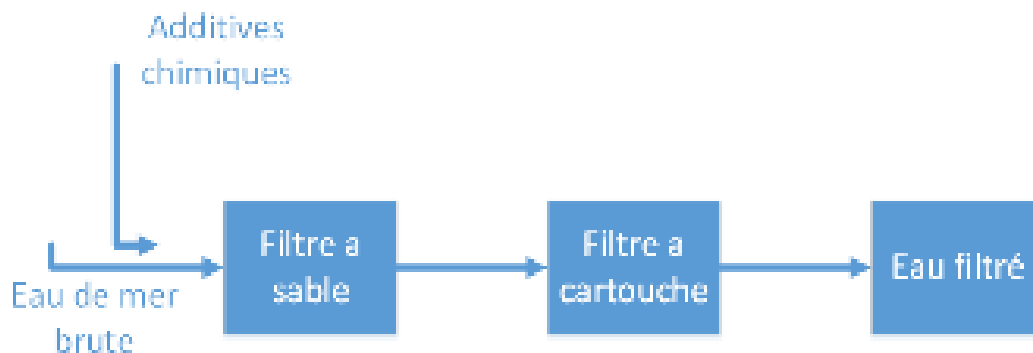 Additives
chimiques
Filtre a
sable
Filtre a
cartouche
Eau filtré
Eau de mer
brute